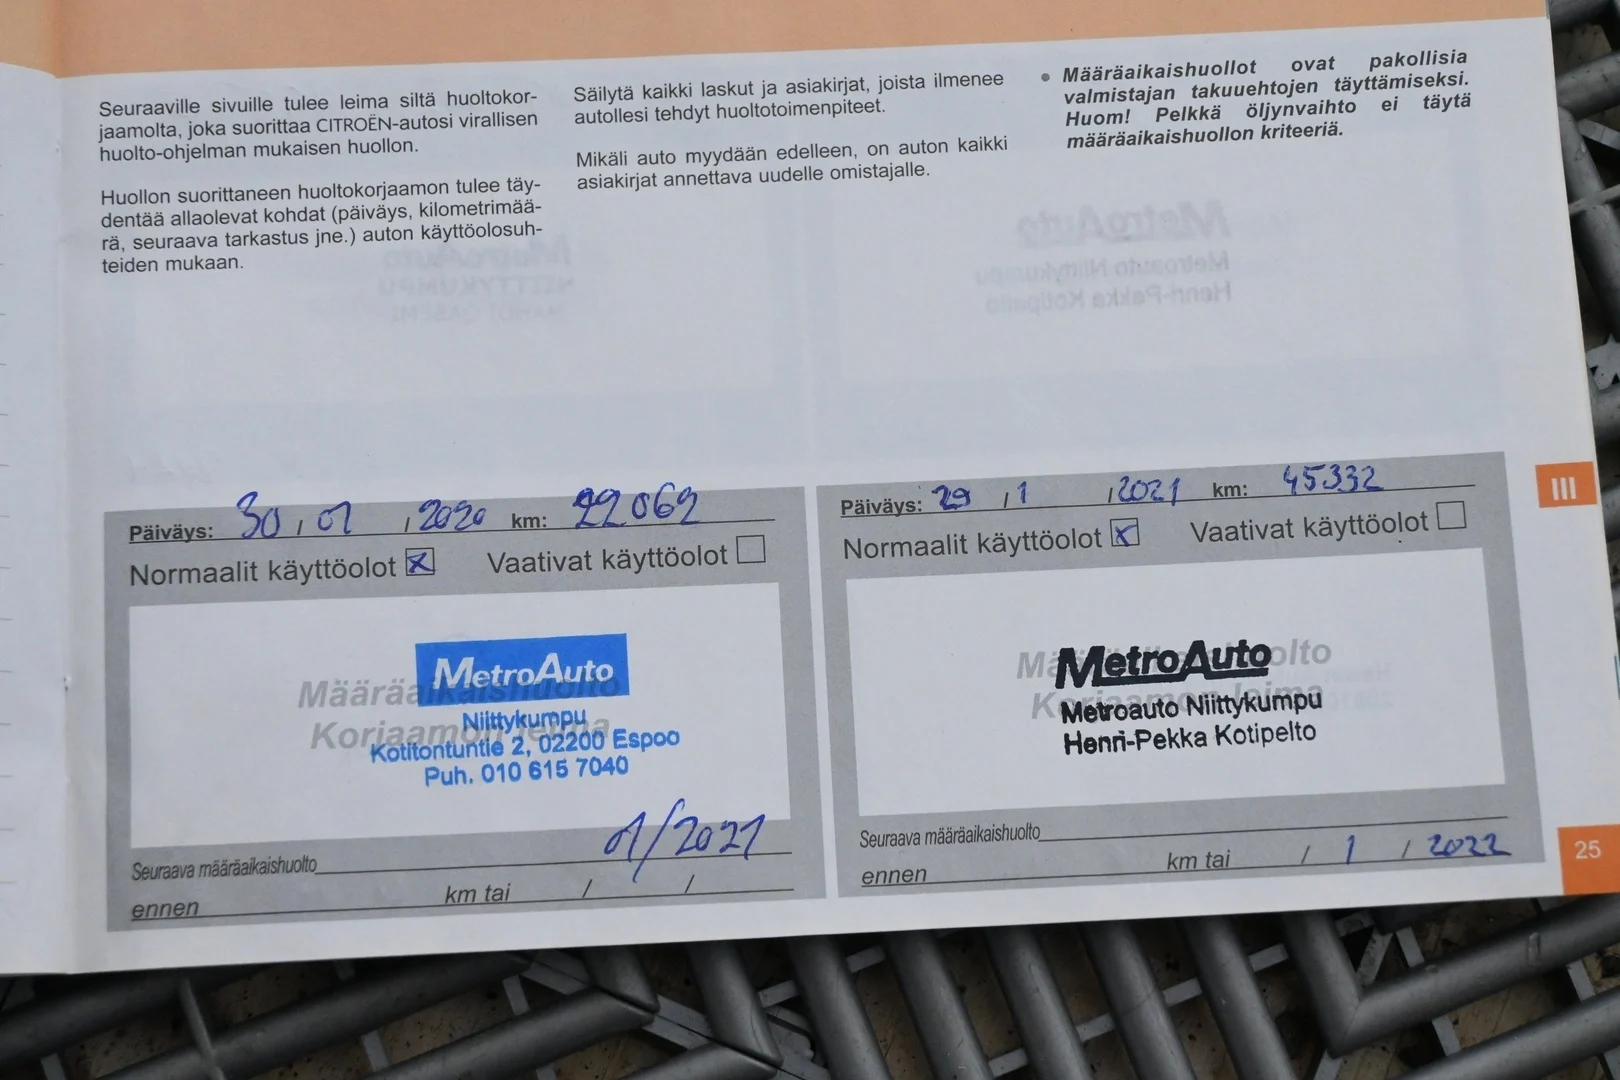 Seuraaville sivuille tulee leima siltä huoltokor-
jaamolta, joka suorittaa CITROËN-autosi virallisen
huolto-ohjelman mukaisen huollon.
Huollon suorittaneen huoltokorjaamon tulee täy-
dentää allaolevat kohdat (päiväys, kilometrimää-
rä, seuraava tarkastus jne.) auton käyttöolosuh-
teiden mukaan.
Säilytä kaikki laskut ja asiakirjat, joista ilmenee
autollesi tehdyt huoltotoimenpiteet.
Mikäli auto myydään edelleen, on auton kaikki
asiakirjat annettava uudelle omistajalle.
• Määräaikaishuollot ovat pakollisia
valmistajan takuuehtojen täyttämiseksi.
Huom! Pelkkä öljynvaihto ei täytä
määräaikaishuollon kriteeriä.
Päiväys: 30 / 01 / 2020 km: 22062
Normaalit käyttöolot x Vaativat käyttöolot
Määräaikaishuolto
Korjaamon leima
MetroAuto
Niittykumpu
Kotitontuntie 2, 02200 Espoo
Puh. 010 615 7040
Seuraava määräaikaishuolto 01/2021
ennen km tai / /
Päiväys: 29 / 1 / 2021 km: 45332
Normaalit käyttöolot x Vaativat käyttöolot
Määräaikaishuolto
Korjaamon leima
MetroAuto
Metroauto Niittykumpu
Henri-Pekka Kotipelto
Seuraava määräaikaishuolto
ennen km tai / 1 / 2022
III
25